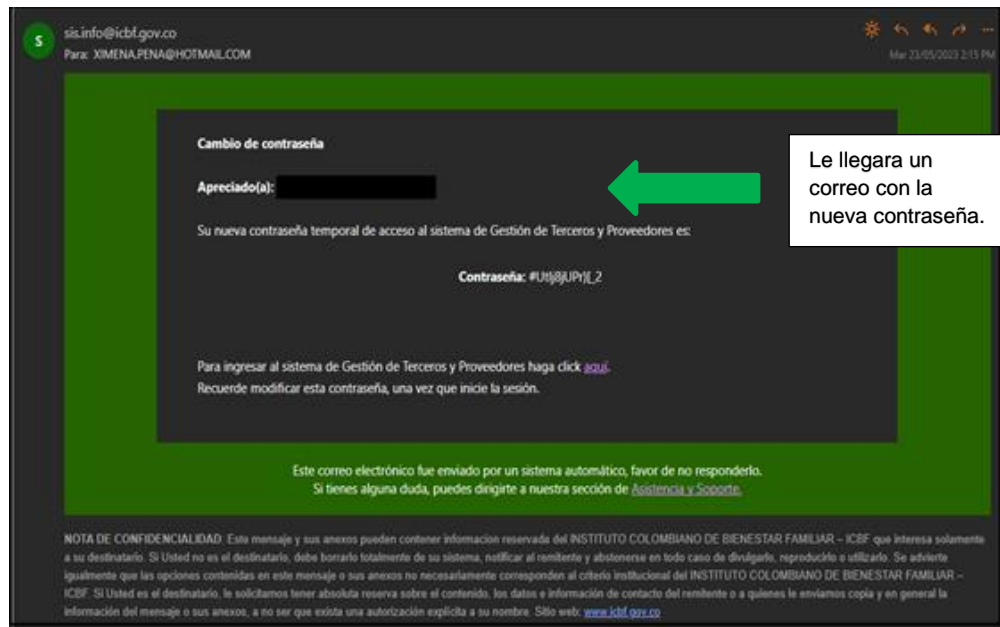 S
sis.info@icbf.gov.co
Para: XIMENA.PENA@HOTMAIL.COM
Mar 23/05/2023 2:15 PM
Cambio de contraseña
Apreciado(a):
Le llegara un
correo con la
nueva contraseña.
Su nueva contraseña temporal de acceso al sistema de Gestión de Terceros y Proveedores es:
Contraseña:
Para ingresar al sistema de Gestión de Terceros y Proveedores haga click aquí.
Recuerde modificar esta contraseña, una vez que inicie la sesión.
Este correo electrónico fue enviado por un sistema automático, favor de no responderlo.
Si tienes alguna duda, puedes dirigirte a nuestra sección de Asistencia y Soporte.
NOTA DE CONFIDENCIALIDAD: Este mensaje y sus anexos pueden contener informacion reservada del INSTITUTO COLOMBIANO DE BIENESTAR FAMILIAR – ICBF que interesa solamente
a su destinatario. Si Usted no es el destinatario, debe borrarlo totalmente de su sistema, notificar al remitente y abstenerse en todo caso de divulgarlo, reproducirlo o utilizarlo. Se advierte
igualmente que las opciones contenidas en este mensaje o sus anexos no necesariamente corresponden al criterio institucional del INSTITUTO COLOMBIANO DE BIENESTAR FAMILIAR –
ICBF. Si Usted es el destinatario, le solicitamos tener absoluta reserva sobre el contenido, los datos e información de contacto del remitente o a quienes le enviamos copia y en general la
información del mensaje o sus anexos, a no ser que exista una autorización explícita a su nombre. Sitio web: www.icbf.gov.co